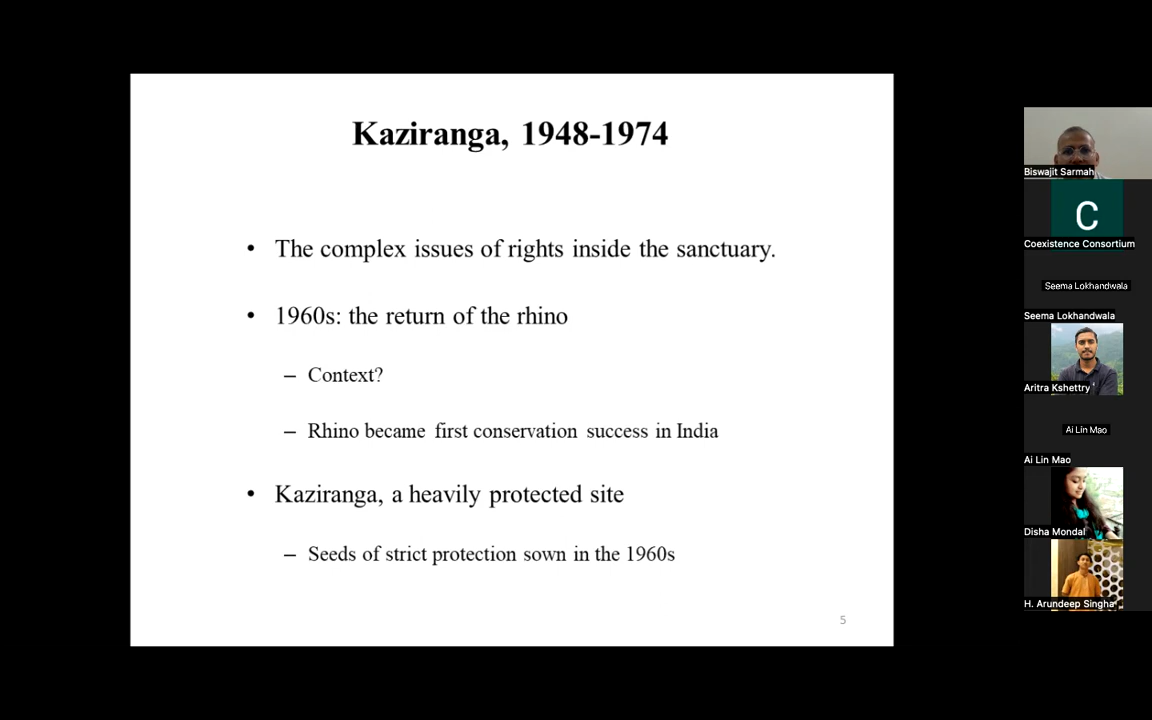 Kaziranga, 1948-1974
• The complex issues of rights inside the sanctuary.
• 1960s: the return of the rhino
– Context?
– Rhino became first conservation success in India
• Kaziranga, a heavily protected site
– Seeds of strict protection sown in the 1960s
5
Biswajit Sarmah
C
Coexistence Consortium
Seema Lokhandwala
Seema Lokhandwala
Aritra Kshettry
Ai Lin Mao
Ai Lin Mao
Disha Mondal
H. Arundeep Singha